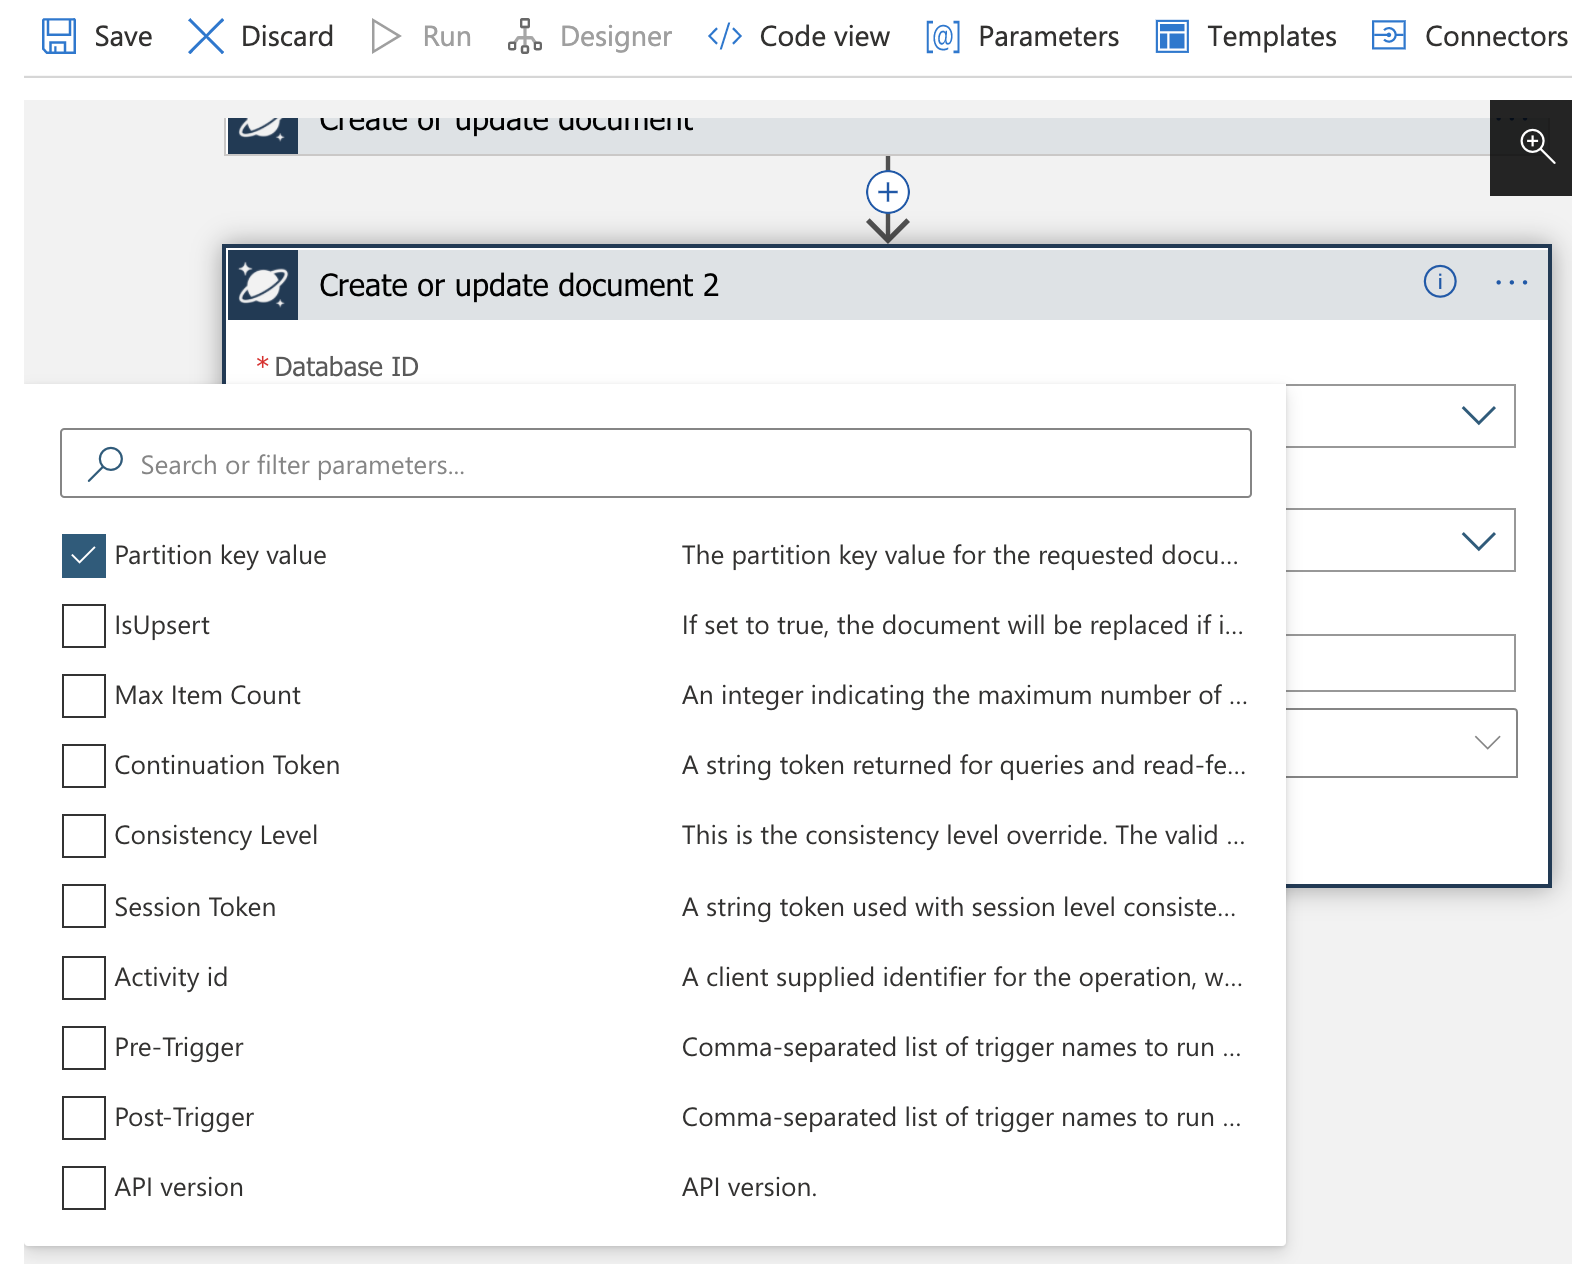 Save Discard Run Designer Code view [@] Parameters Templates Connectors
Create or update document
Create or update document 2
* Database ID
Search or filter parameters...
Partition key value The partition key value for the requested docu...
IsUpsert If set to true, the document will be replaced if i...
Max Item Count An integer indicating the maximum number of ...
Continuation Token A string token returned for queries and read-fe...
Consistency Level This is the consistency level override. The valid ...
Session Token A string token used with session level consiste...
Activity id A client supplied identifier for the operation, w...
Pre-Trigger Comma-separated list of trigger names to run ...
Post-Trigger Comma-separated list of trigger names to run ...
API version API version.